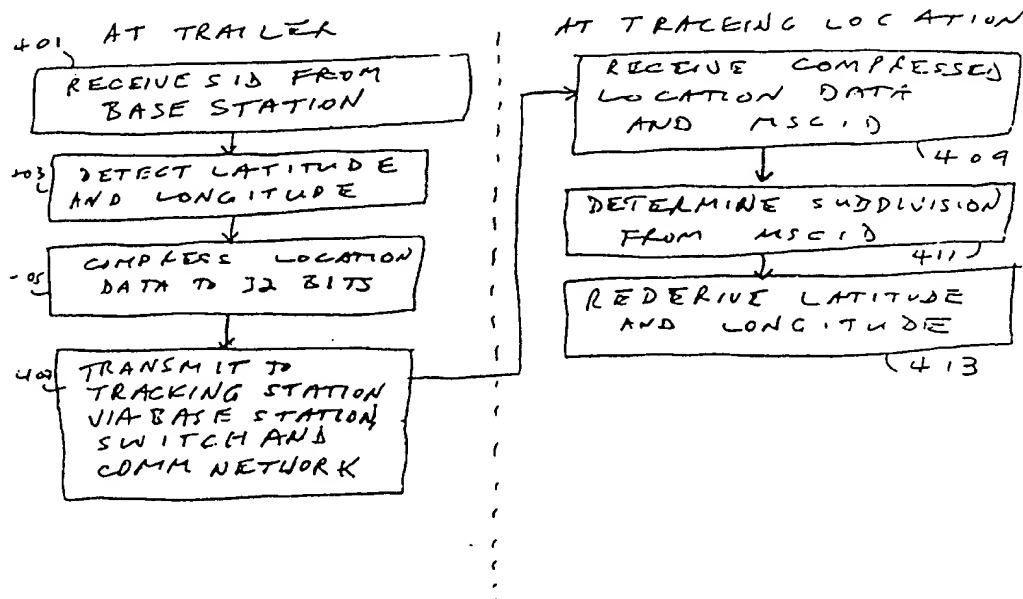 AT TRAILER
401
RECEIVE SID FROM
BASE STATION
403
DETECT LATITUDE
AND LONGITUDE
COMPRESS LOCATION
DATA TO 32 BITS
05
TRANSMIT TO
TRACKING STATION
VIA BASE STATION,
SWITCH AND
COMM NETWORK
AT TRACKING LOCATION
RECEIVE COMPRESSED
LOCATION DATA
AND MSCID
409
DETERMINE SUBDIVISION
FROM MSCID
411
REDERIVE LATITUDE
AND LONGITUDE
413